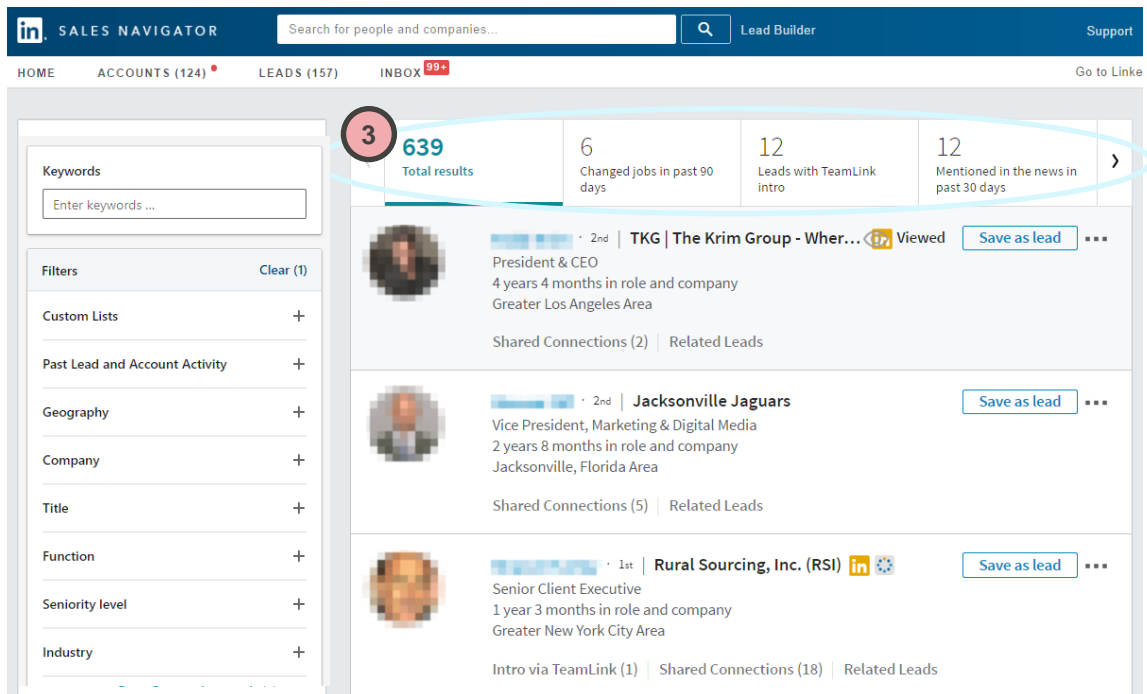 in. SALES NAVIGATOR
Search for people and companies...
Lead Builder
Support
HOME
ACCOUNTS (124)
LEADS (157)
INBOX 99+
Go to Linke
3
Keywords
Enter keywords ...
Filters
Clear (1)
Custom Lists +
Past Lead and Account Activity +
Geography +
Company +
Title +
Function +
Seniority level +
Industry +
639
Total results
6
Changed jobs in past 90
days
12
Leads with TeamLink
intro
12
Mentioned in the news in
past 30 days
· 2nd | TKG | The Krim Group - Wher... in Viewed
Save as lead
President & CEO
4 years 4 months in role and company
Greater Los Angeles Area
Shared Connections (2) | Related Leads
· 2nd | Jacksonville Jaguars
Save as lead
Vice President, Marketing & Digital Media
2 years 8 months in role and company
Jacksonville, Florida Area
Shared Connections (5) | Related Leads
· 1st | Rural Sourcing, Inc. (RSI) in
Save as lead
Senior Client Executive
1 year 3 months in role and company
Greater New York City Area
Intro via TeamLink (1) | Shared Connections (18) | Related Leads